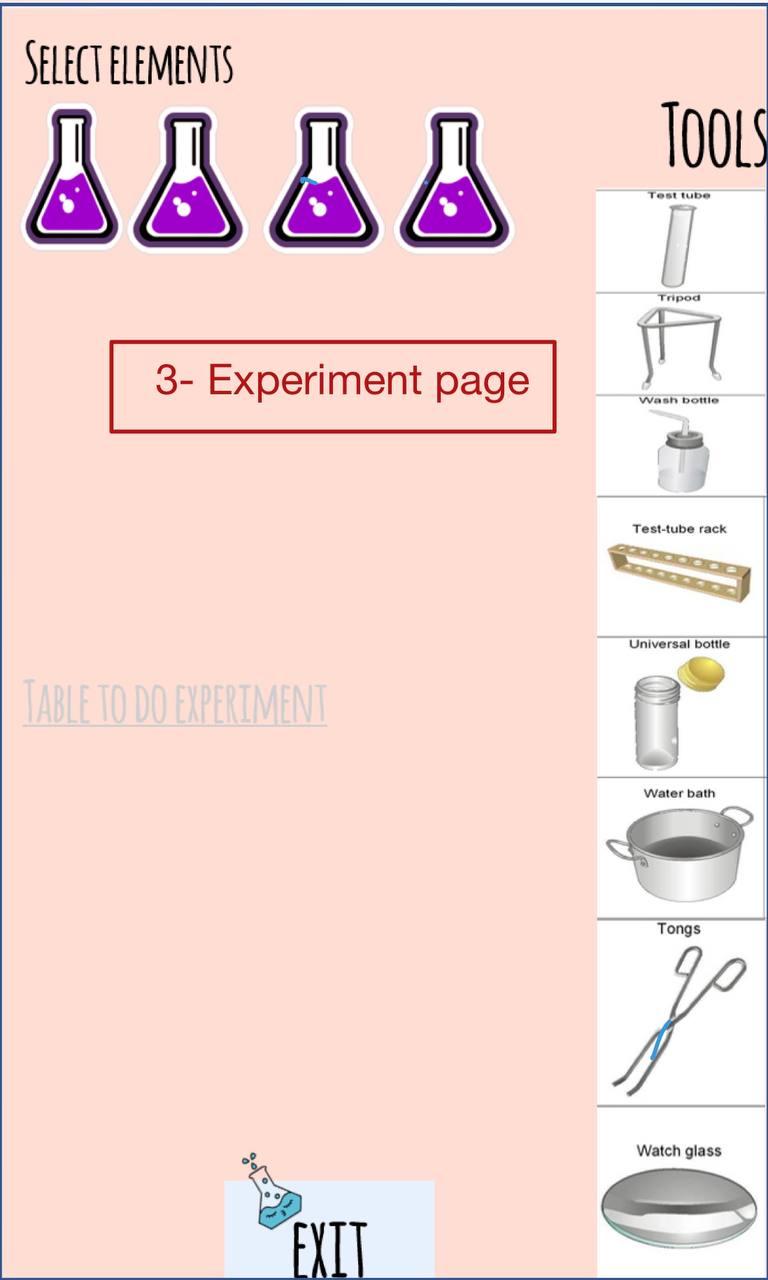 SELECT ELEMENTS
TOOLS
Test tube
Tripod
Wash bottle
3- Experiment page
Test-tube rack
Universal bottle
TABLE TO DO EXPERIMENT
Water bath
Tongs
Watch glass
EXIT